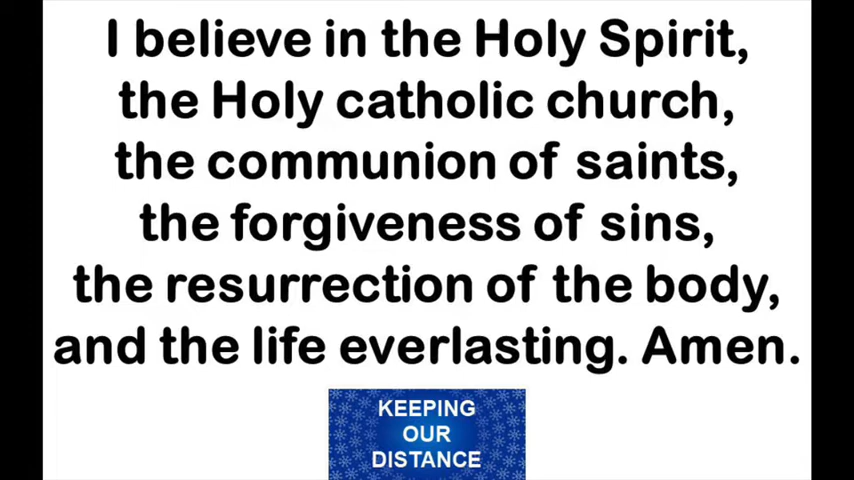 I believe in the Holy Spirit,
the Holy catholic church,
the communion of saints,
the forgiveness of sins,
the resurrection of the body,
and the life everlasting. Amen.
KEEPING
OUR
DISTANCE